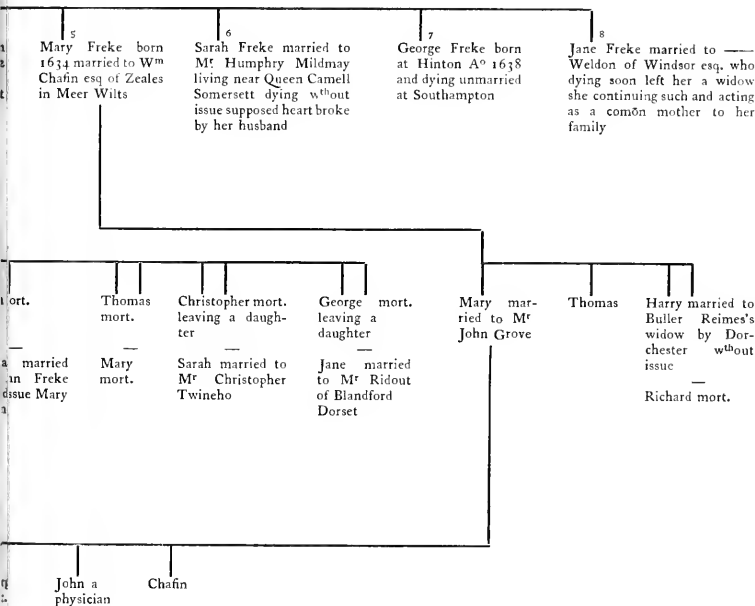 5
Mary Freke born
1634 married to Wm
Chafin esq of Zeales
in Meer Wilts
6
Sarah Freke married to
Mr Humphry Mildmay
living near Queen Camell
Somersett dying wthout
issue supposed heart broke
by her husband
7
George Freke born
at Hinton Ao 1638
and dying unmarried
at Southampton
8
Jane Freke married to ——
Weldon of Windsor esq. who
dying soon left her a widow
she continuing such and acting
as a comōn mother to her
family
ort.
married
Freke
Mary
Thomas
mort.
—
Mary
mort.
Christopher mort.
leaving a daugh-
ter
—
Sarah married to
Mr Christopher
Twineho
George mort.
leaving a
daughter
—
Jane married
to Mr Ridout
of Blandford
Dorset
Mary mar-
ried to Mr
John Grove
Thomas
Harry married to
Buller Reimes's
widow by Dor-
chester wthout
issue
—
Richard mort.
John a
physician
Chafin